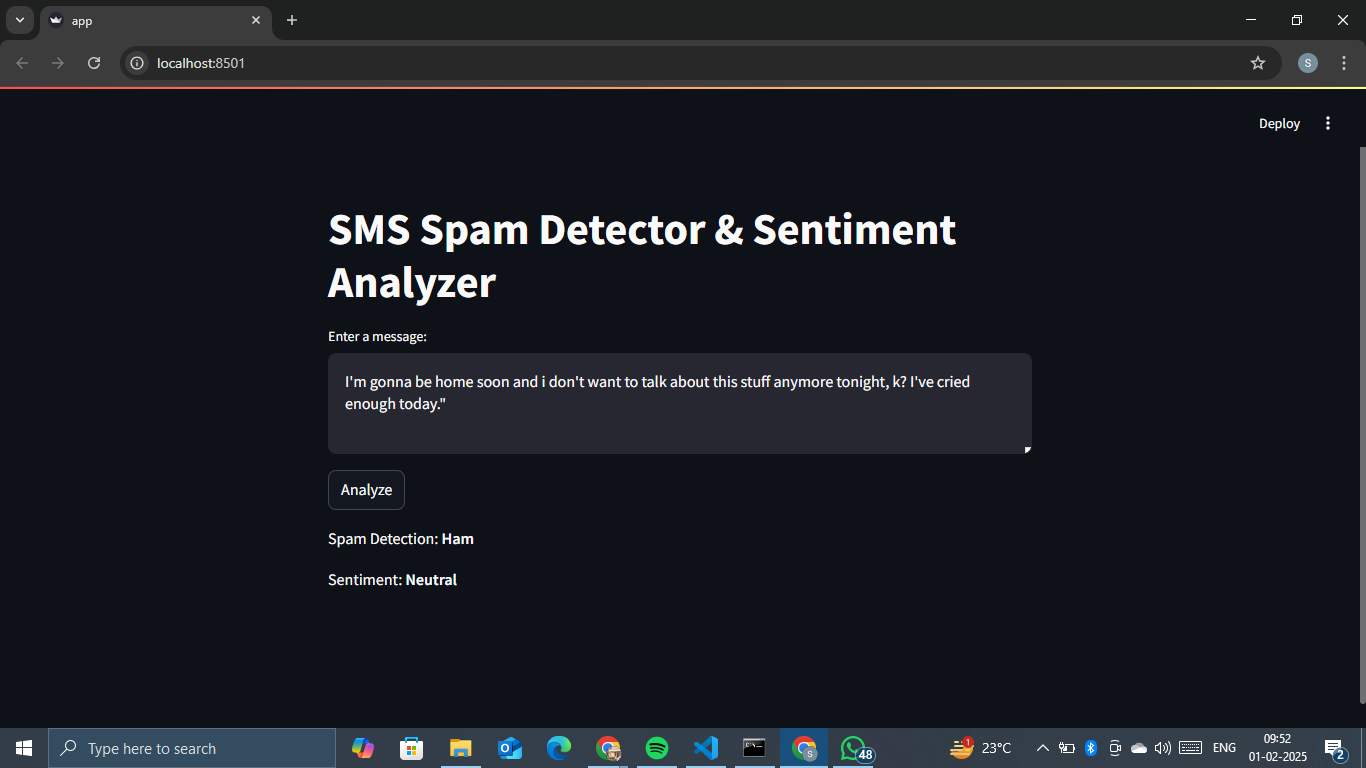 app
localhost:8501
S
Deploy
SMS Spam Detector & Sentiment
Analyzer
Enter a message:
I'm gonna be home soon and i don't want to talk about this stuff anymore tonight, k? I've cried
enough today."
Analyze
Spam Detection: Ham
Sentiment: Neutral
Type here to search
S
48
1
23°C
ENG
09:52
01-02-2025
2